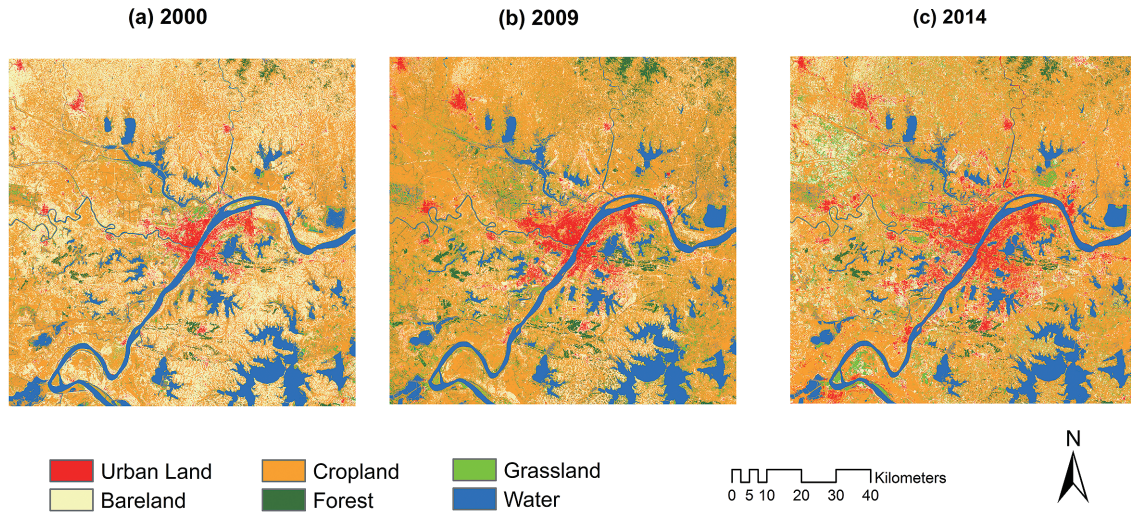 (a) 2000
(b) 2009
(c) 2014
Urban Land
Cropland
Grassland
Bareland
Forest
Water
Kilometers
0 5 10 20 30 40
N